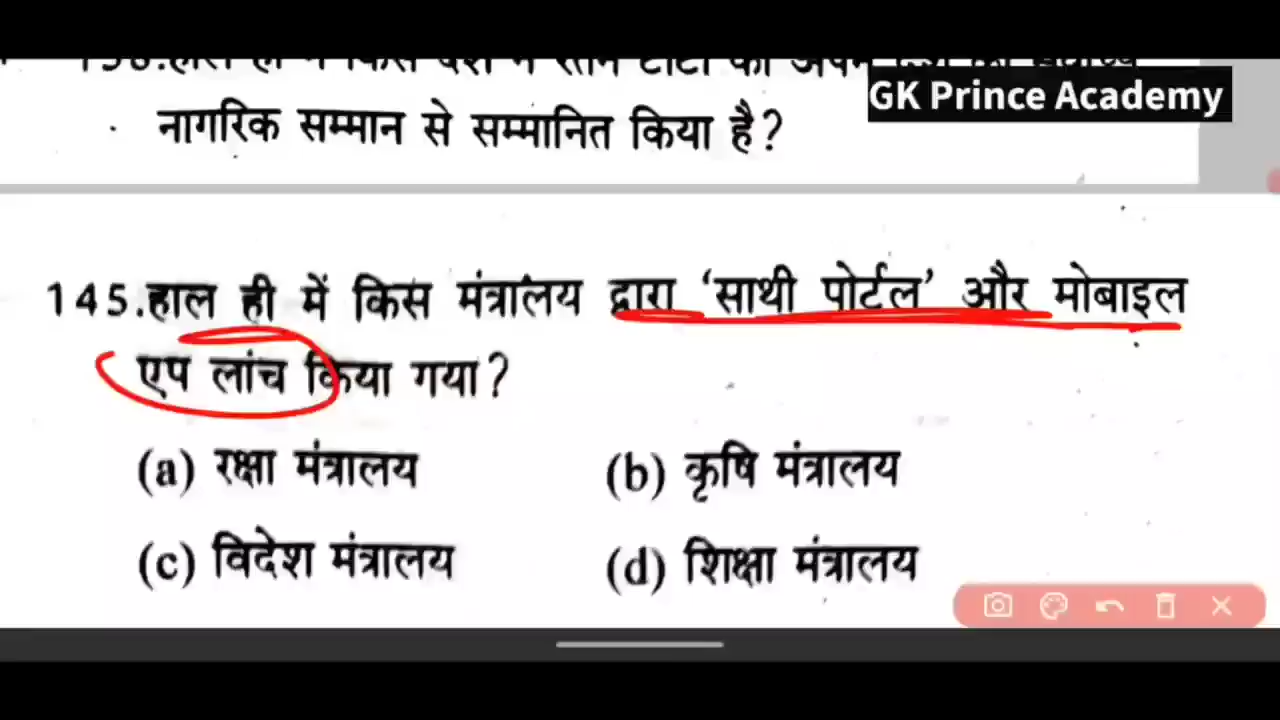 GK Prince Academy
नागरिक सम्मान से सम्मानित किया है?
145.हाल ही में किस मंत्रालय द्वारा ‘साथी पोर्टल’ और मोबाइल
एप लांच किया गया?
(a) रक्षा मंत्रालय (b) कृषि मंत्रालय
(c) विदेश मंत्रालय (d) शिक्षा मंत्रालय